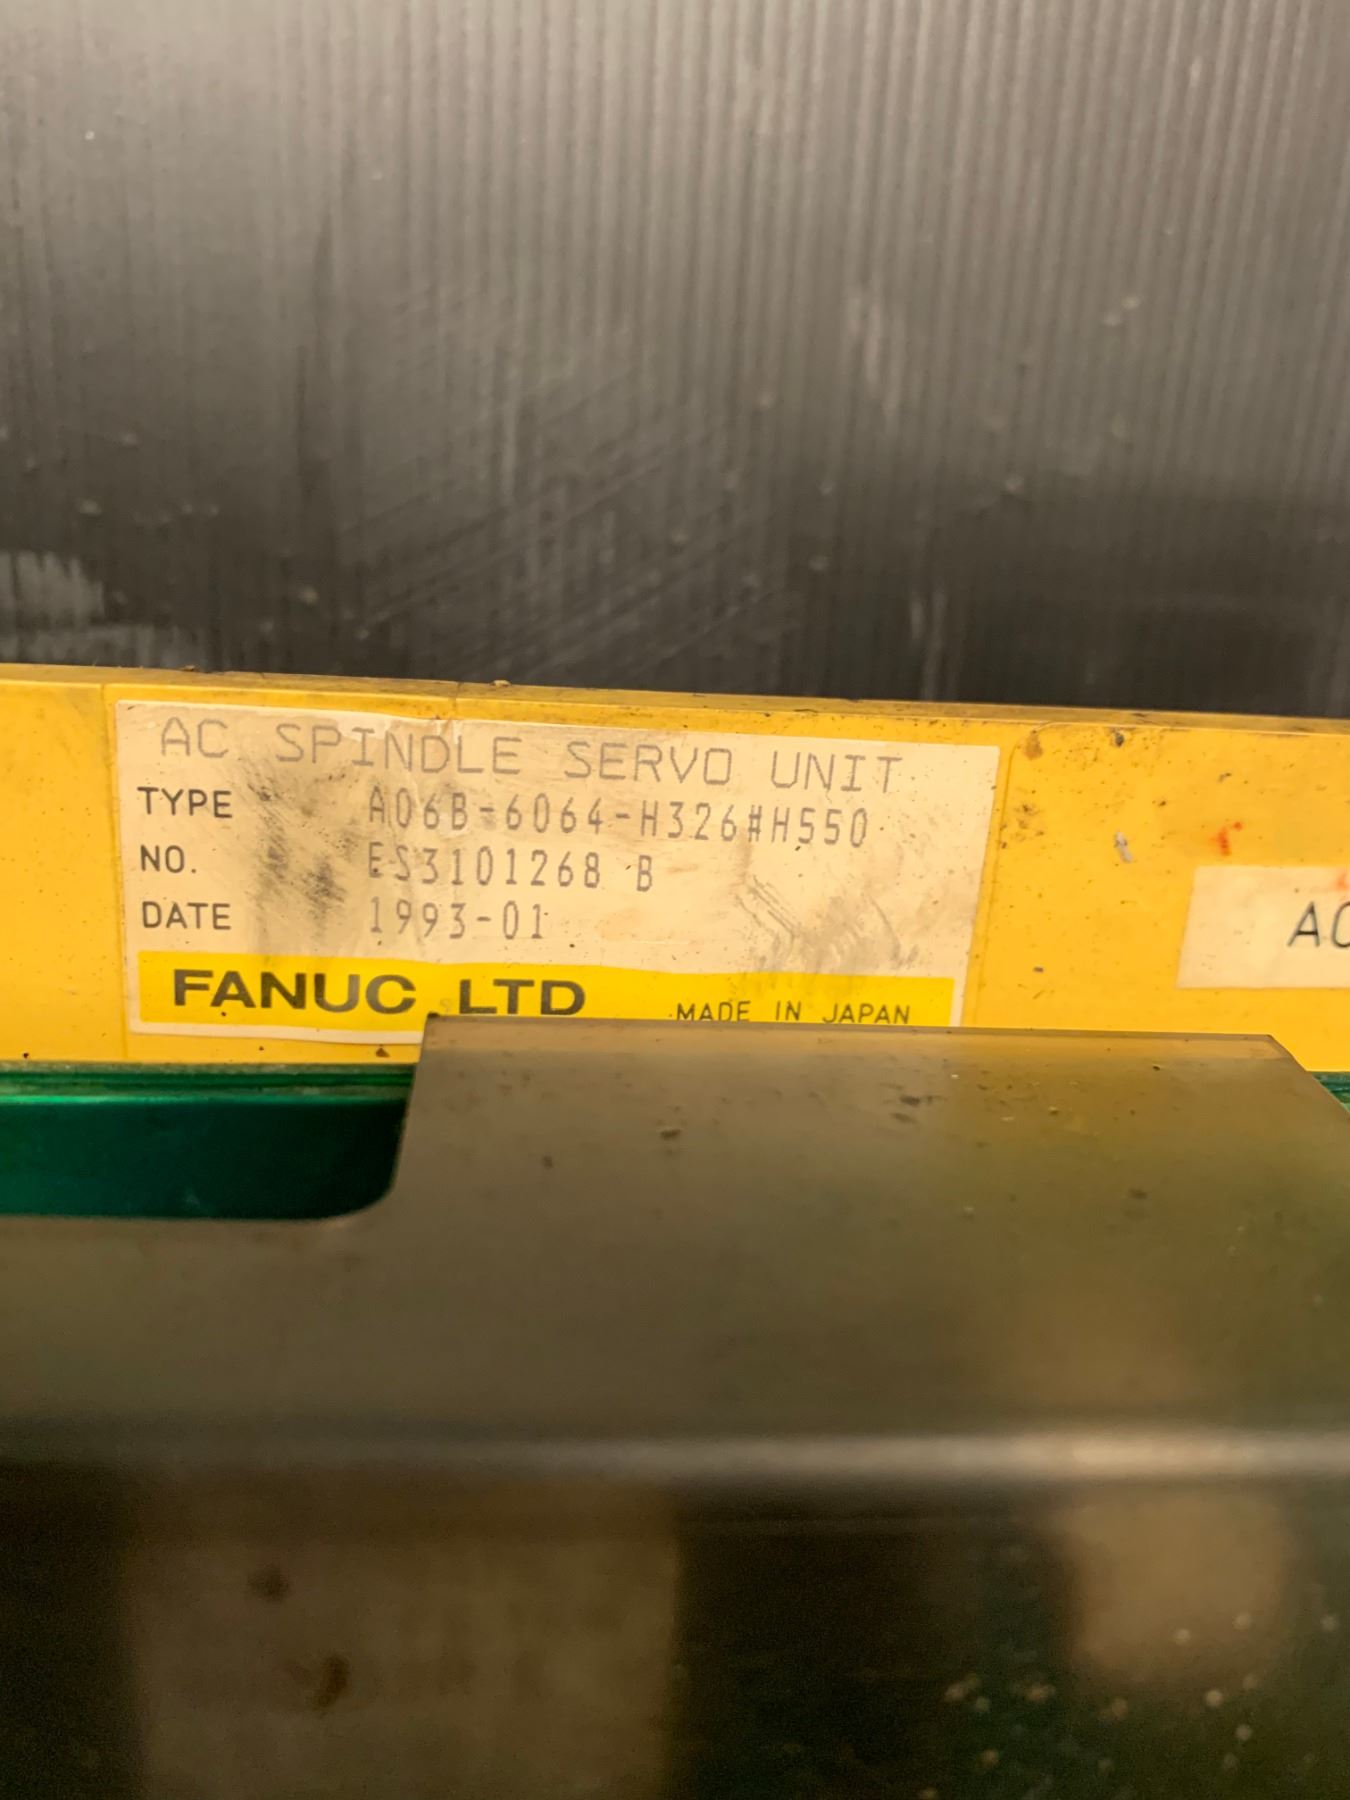 AC SPINDLE SERVO UNIT
TYPE A06B-6064-H326#H550
NO. ES3101268 B
DATE 1993-01
FANUC LTD MADE IN JAPAN